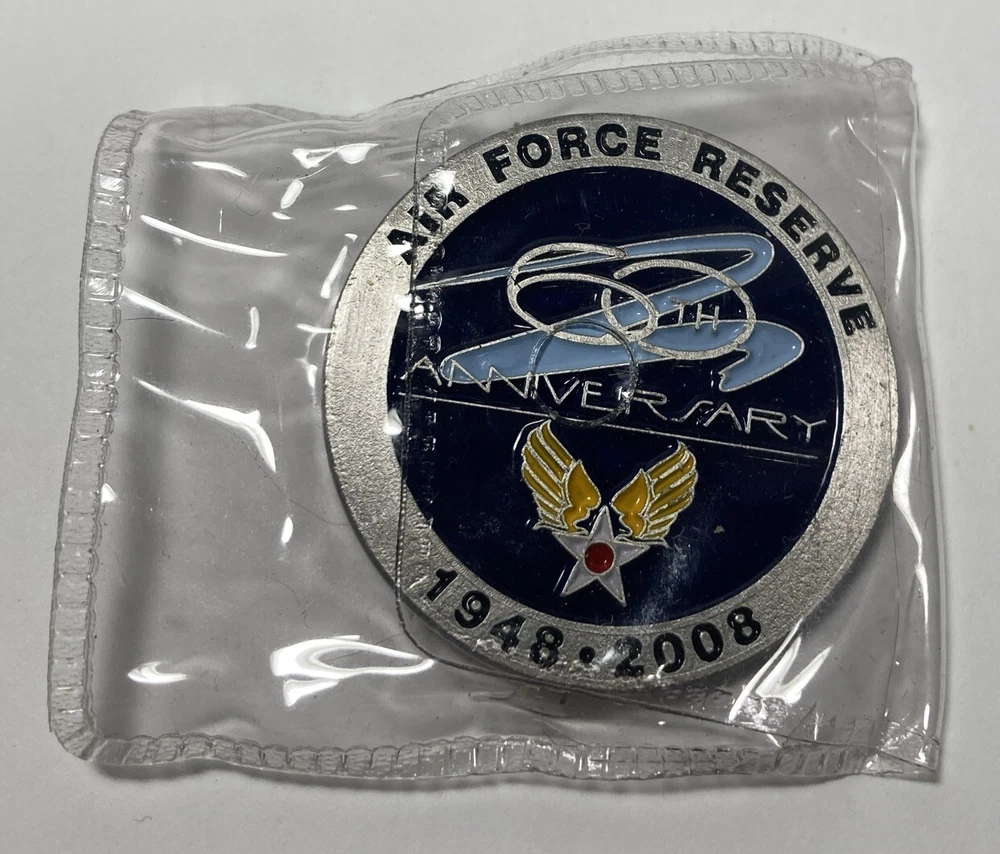 AIR FORCE RESERVE
60TH
ANNIVERSARY
1948 • 2008